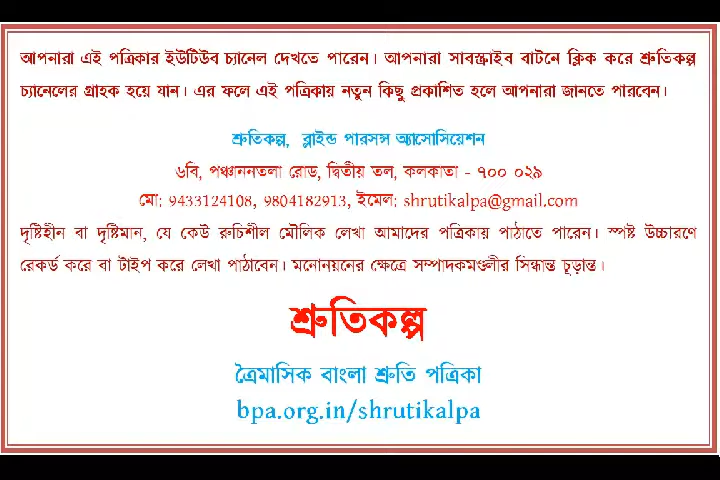 আপনারা এই পত্রিকার ইউটিউব চ্যানেল দেখতে পারেন। আপনারা সাবস্ক্রাইব বাটনে ক্লিক করে শ্রুতিকল্প
চ্যানেলের গ্রাহক হয়ে যান। এর ফলে এই পত্রিকায় নতুন কিছু প্রকাশিত হলে আপনারা জানতে পারবেন।
শ্রুতিকল্প, ব্লাইন্ড পারসন্স অ্যাসোসিয়েশন
৬বি, পঞ্চাননতলা রোড, দ্বিতীয় তল, কলকাতা - ৭০০ ০২৯
মো: 9433124108, 9804182913, ইমেল: shrutikalpa@gmail.com
দৃষ্টিহীন বা দৃষ্টিমান, যে কেউ রুচিশীল মৌলিক লেখা আমাদের পত্রিকায় পাঠাতে পারেন। স্পষ্ট উচ্চারণে
রেকর্ড করে বা টাইপ করে লেখা পাঠাবেন। মনোনয়নের ক্ষেত্রে সম্পাদকমণ্ডলীর সিদ্ধান্ত চূড়ান্ত।
শ্রুতিকল্প
ত্রৈমাসিক বাংলা শ্রুতি পত্রিকা
bpa.org.in/shrutikalpa